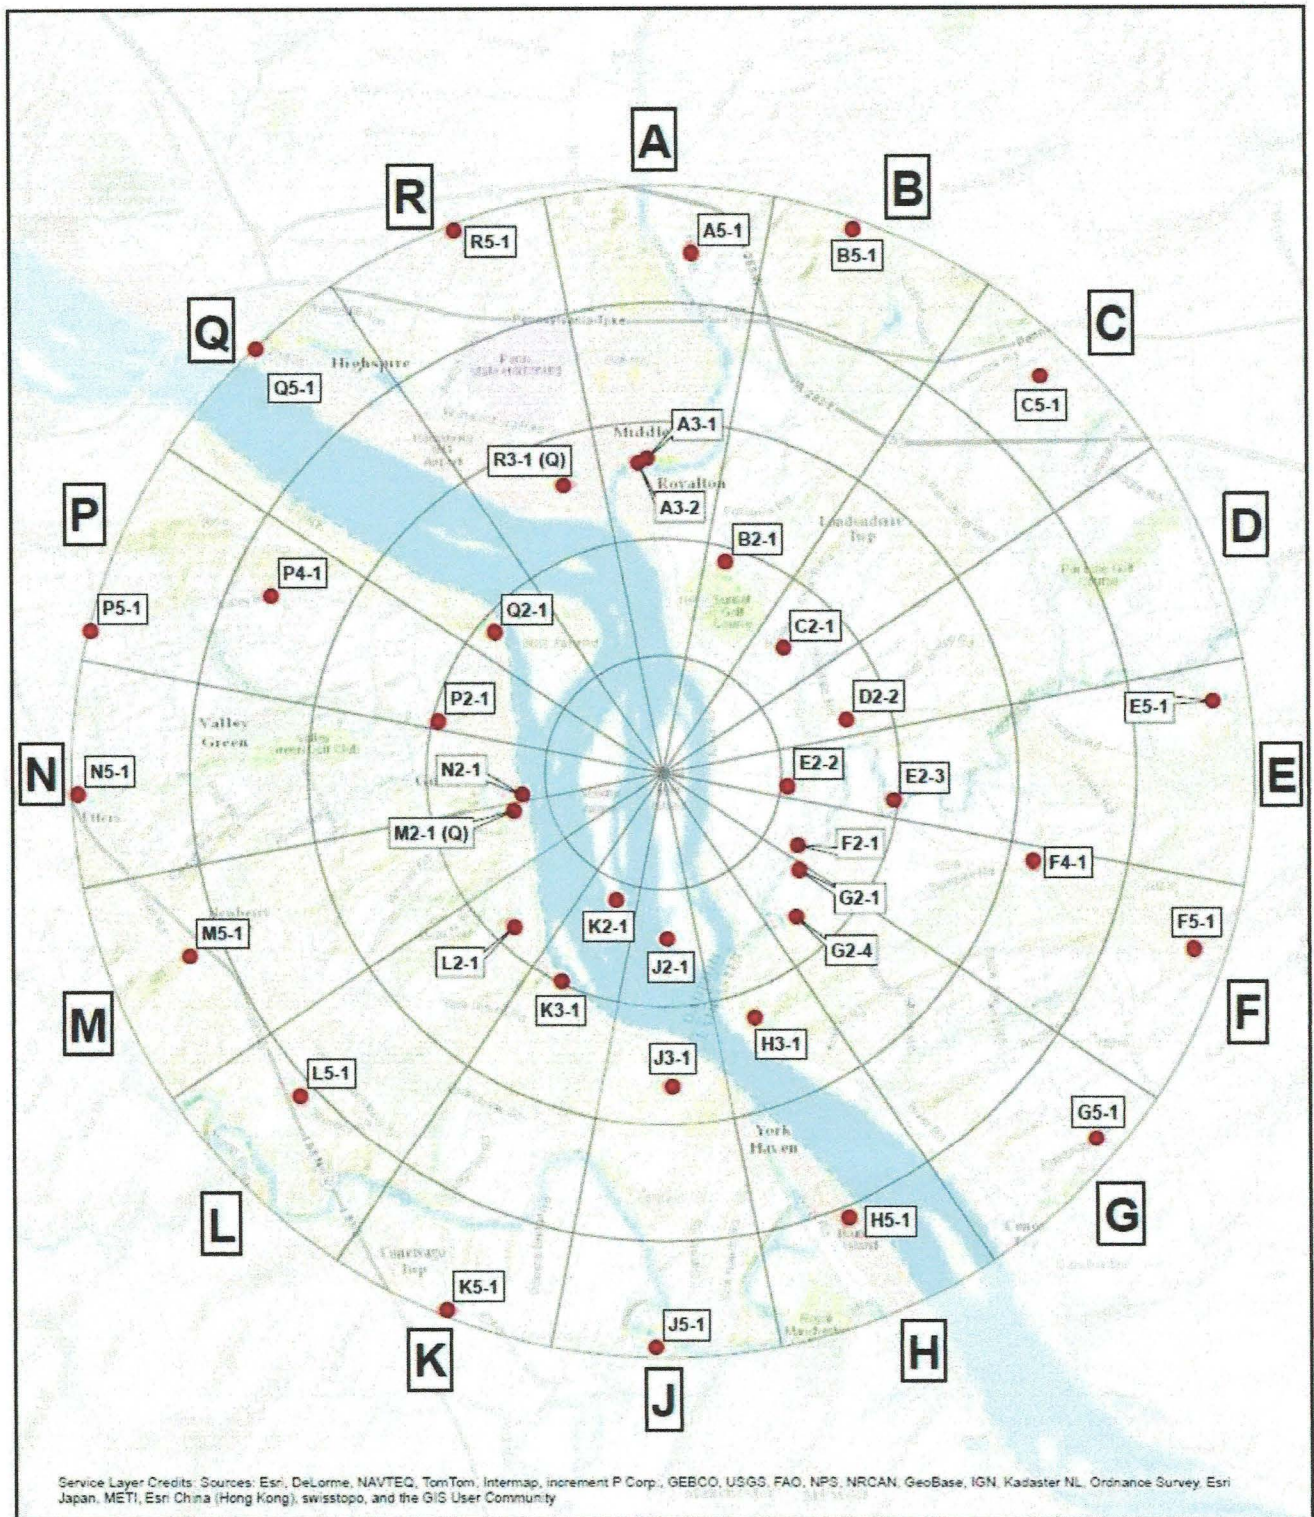 A
B
R
A5-1
R5-1
B5-1
C
Q
Highspire
Q5-1
C5-1
A3-1
Middle
R3-1 (Q)
Royalton
A3-2
P
D
B2-1
P4-1
P5-1
Q2-1
C2-1
P2-1
D2-2
E5-1
Valley
Green
N
N5-1
N2-1
E2-2
E2-3
E
M2-1 (Q)
F2-1
F4-1
G2-1
M5-1
K2-1
F5-1
L2-1
J2-1
G2-4
K3-1
H3-1
M
F
J3-1
L5-1
G5-1
York
Haven
L
G
H5-1
K5-1
J5-1
K
H
J
Service Layer Credits: Sources: Esri, DeLorme, NAVTEQ, TomTom, Intermap, increment P Corp., GEBCO, USGS, FAO, NPS, NRCAN, GeoBase, IGN, Kadaster NL, Ordnance Survey, Esri
Japan, METI, Esri China (Hong Kong), swisstopo, and the GIS User Community